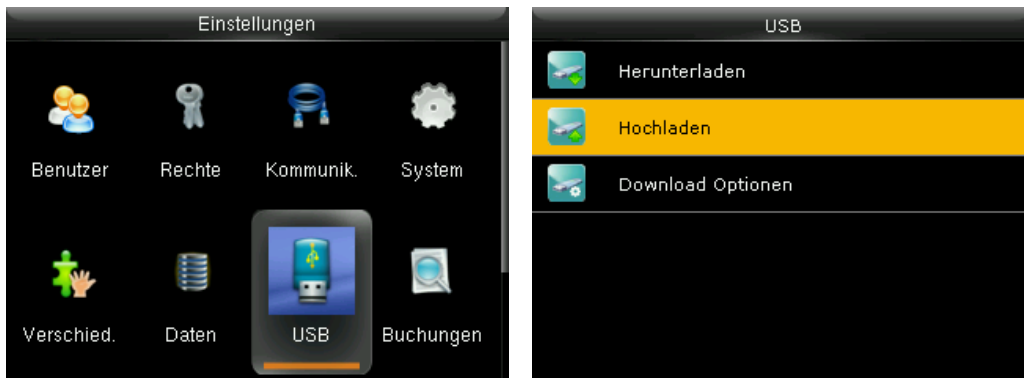 Einstellungen
Benutzer Rechte Kommunik. System
Verschied. Daten USB Buchungen
USB
Herunterladen
Hochladen
Download Optionen